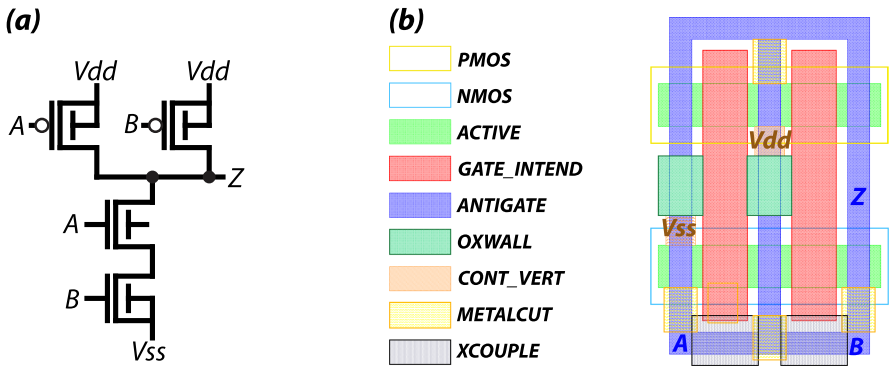 (a)
Vdd Vdd
A B
Z
A
B
Vss
(b)
PMOS
NMOS
ACTIVE
GATE_INTEND
ANTIGATE
OXWALL
CONT_VERT
METALCUT
XCOUPLE
Vdd
Z
Vss
A B